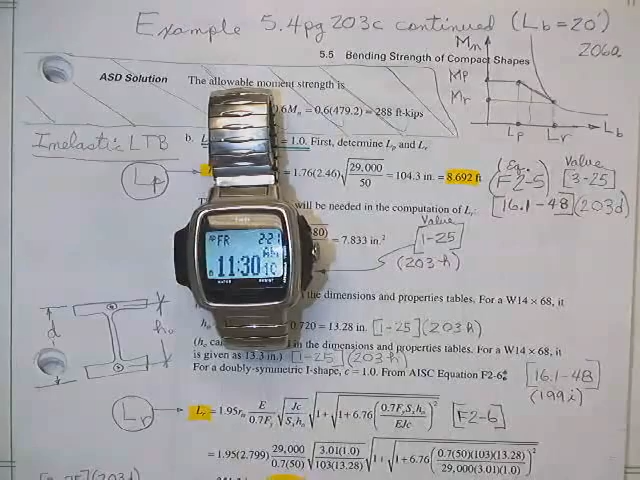 Example 5.4 pg 203c continued (Lb=20')
206a
5.5 Bending Strength of Compact Shapes
Mn
Mp
Mr
Lp Lr Lb
ASD Solution The allowable moment strength is
0.6Mn = 0.6(479.2) = 288 ft-kips
Inelastic LTB
b. = 1.0. First, determine Lp and Lr
Lp
= 1.76(2.46)√(29,000/50) = 104.3 in. = 8.692 ft
(Eq. F2-5) Value [3-25]
[16.1-48] (203d)
will be needed in the computation of Lr:
80) = 7.833 in.²
Value
[1-25]
(203-h)
FR 2-21
11:30 10
the dimensions and properties tables. For a W14 × 68, it
0.720 = 13.28 in. [1-25] (203h)
(ho can in the dimensions and properties tables. For a W14 × 68, it
is given as 13.3 in.) [1-25] (203h)
For a doubly-symmetric I-shape, c = 1.0. From AISC Equation F2-6,
[16.1-48]
(199i)
d ho
Lr
Lr = 1.95rts E/0.7Fy √(Jc/Sxho) √(1+√(1+6.76(0.7FySxho/EJc)²)) [F2-6]
= 1.95(2.799) 29,000/0.7(50) √(3.01(1.0)/103(13.28)) √(1+√(1+6.76(0.7(50)(103)(13.28)/29,000(3.01)(1.0))²))